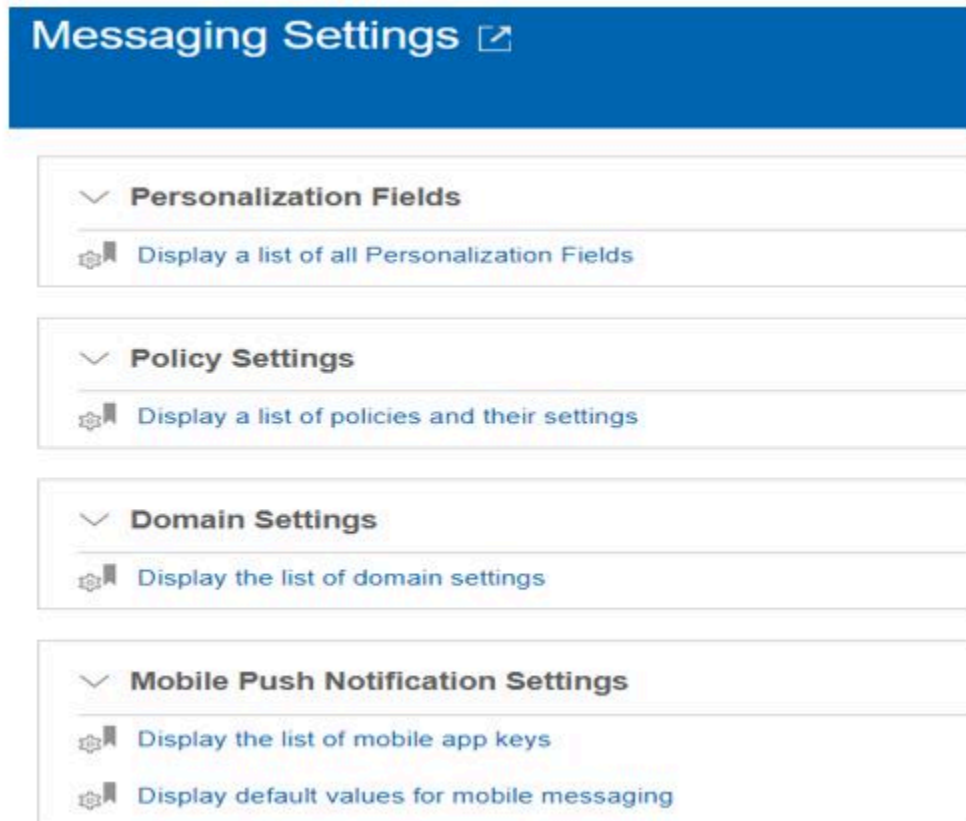 Messaging Settings
Personalization Fields
Display a list of all Personalization Fields
Policy Settings
Display a list of policies and their settings
Domain Settings
Display the list of domain settings
Mobile Push Notification Settings
Display the list of mobile app keys
Display default values for mobile messaging